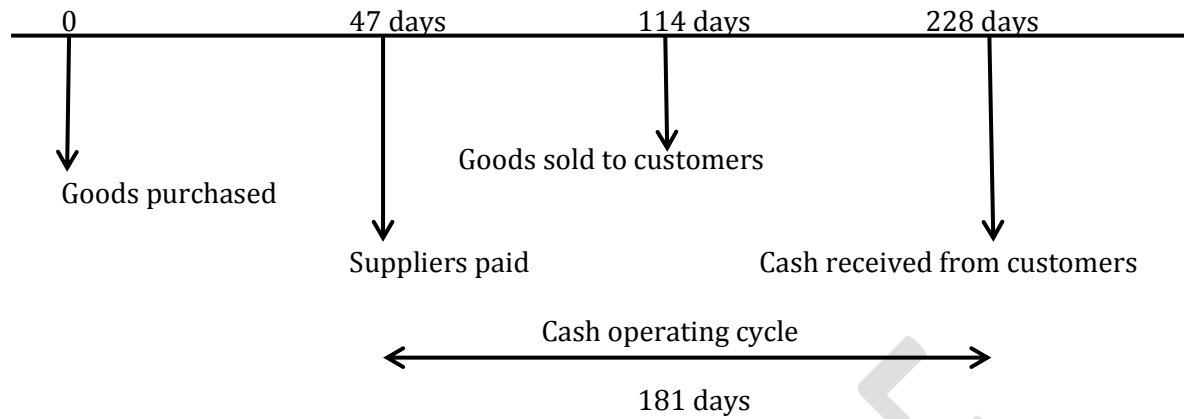 0 47 days 114 days 228 days
Goods sold to customers
Goods purchased
Suppliers paid Cash received from customers
Cash operating cycle
181 days